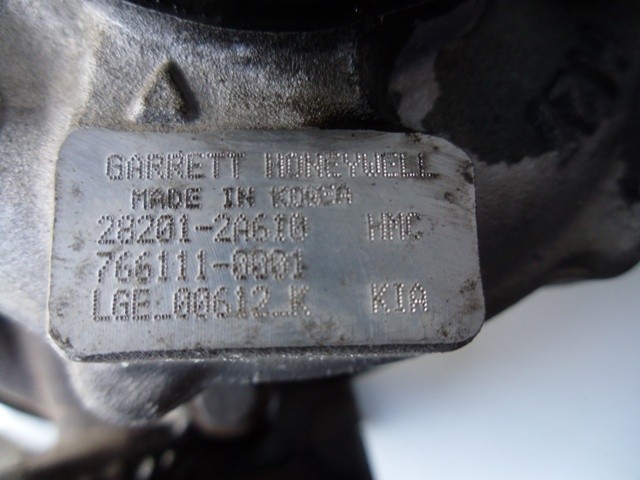 GARRETT HONEYWELL
MADE IN KOREA
28201-2A610 HMC
766111-0001
LGE_00612_K KIA